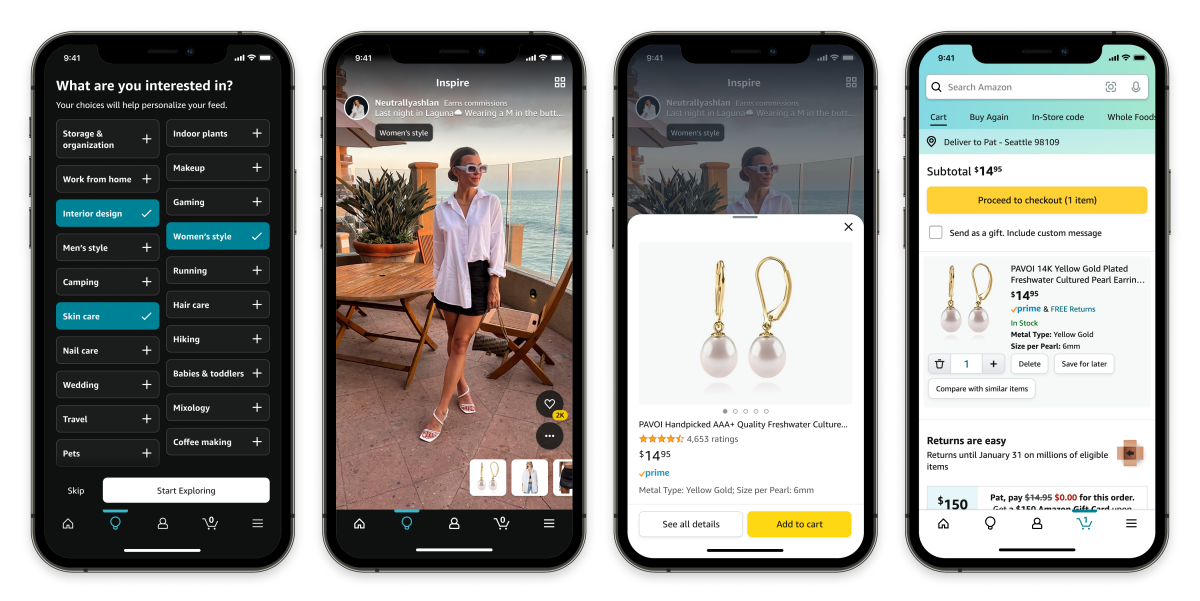 9:41
What are you interested in?
Your choices will help personalize your feed.
Storage &
organization
Work from home
Interior design
Men's style
Camping
Skin care
Nail care
Wedding
Travel
Pets
Indoor plants
Makeup
Gaming
Women's style
Running
Hair care
Hiking
Babies & toddlers
Mixology
Coffee making
Skip
Start Exploring
0
9:41
Inspire
Neutrallyashlan Earns commissions
Last night in Laguna☁ Wearing a M in the butt...
Women's style
2K
0
9:41
Inspire
Neutrallyashlan Earns commissions
Last night in Laguna☁ Wearing a M in the butt...
Women's style
PAVOI Handpicked AAA+ Quality Freshwater Culture...
4,653 ratings
$1495
prime
Metal Type: Yellow Gold; Size per Pearl: 6mm
See all details
Add to cart
9:41
Search Amazon
Cart Buy Again In-Store code Whole Foods
Deliver to Pat - Seattle 98109
Subtotal $1495
Proceed to checkout (1 item)
Send as a gift. Include custom message
PAVOI 14K Yellow Gold Plated
Freshwater Cultured Pearl Earrin...
$1495
prime & FREE Returns
In Stock
Metal Type: Yellow Gold
Size per Pearl: 6mm
1
Delete
Save for later
Compare with similar items
Returns are easy
Returns until January 31 on millions of eligible
items
$150
Pat, pay $14.95 $0.00 for this order.
Get a $150 Amazon Gift Card upon
1